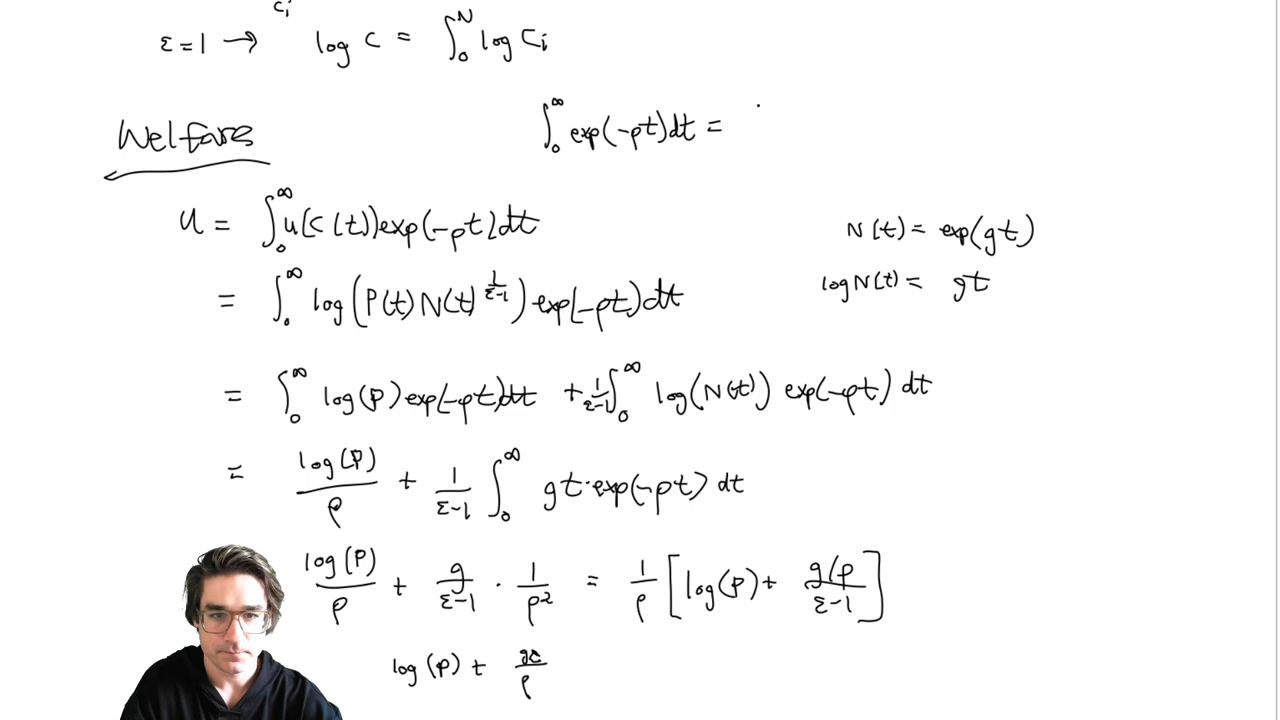 ci
ε=1 → log C = ∫₀ᴺ log Cᵢ
∫₀^∞ exp(-ρt)dt =
Welfare
U = ∫₀^∞ u(C(t))exp(-ρt)dt
N(t) = exp(gt)
= ∫₀^∞ log(P(t)N(t)^{1/(ε-1)}) exp(-ρt)dt
log N(t) = gt
= ∫₀^∞ log(P)exp(-ρt)dt + 1/(ε-1) ∫₀^∞ log(N(t)) exp(-ρt) dt
= log(P)/ρ + 1/(ε-1) ∫₀^∞ gt·exp(-ρt) dt
log(P)/ρ + g/(ε-1) · 1/ρ² = 1/ρ [log(P) + (g/ρ)/(ε-1)]
log(P) + gc/ρ